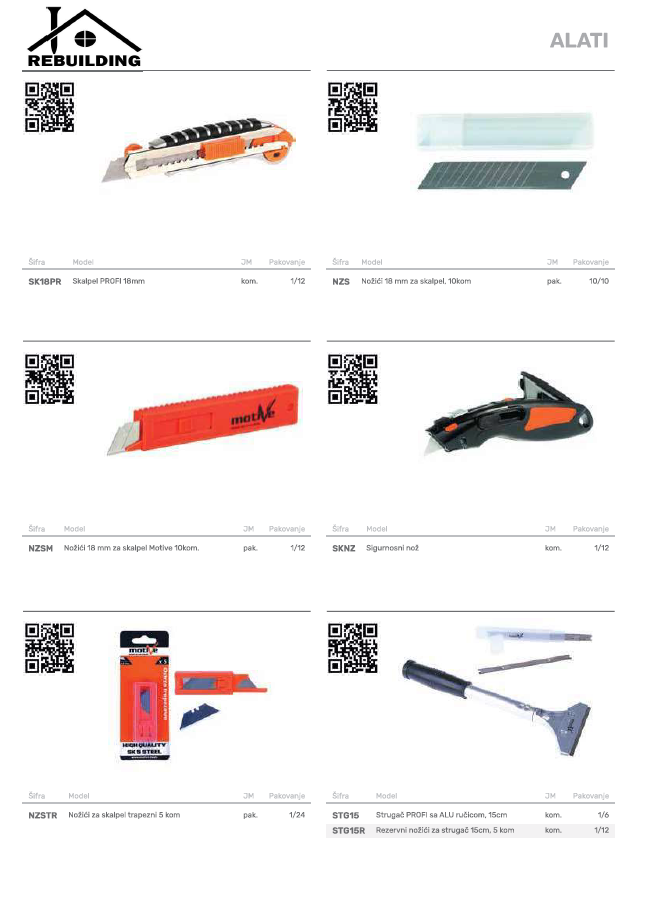 REBUILDING
ALATI
Šifra Model JM Pakovanje
SK18PR Skalpel PROFI 18mm kom. 1/12
Šifra Model JM Pakovanje
NZS Nožići 18 mm za skalpel, 10kom pak. 10/10
motive
Šifra Model JM Pakovanje
NZSM Nožići 18 mm za skalpel Motive 10kom. pak. 1/12
Šifra Model JM Pakovanje
SKNZ Sigurnosni nož kom. 1/12
motive
x 5
HIGH QUALITY
SK 5 STEEL
Šifra Model JM Pakovanje
NZSTR Nožići za skalpel trapezni 5 kom pak. 1/24
Šifra Model JM Pakovanje
STG15 Strugač PROFI sa ALU ručicom, 15cm kom. 1/6
STG15R Rezervni nožići za strugač 15cm, 5 kom kom. 1/12